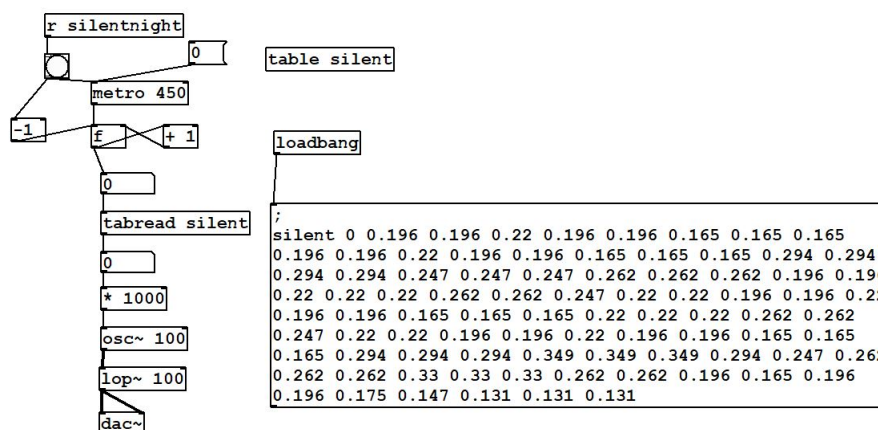 r silentnight
0
table silent
metro 450
-1
f
+ 1
loadbang
0
tabread silent
0
* 1000
osc~ 100
lop~ 100
dac~
;
silent 0 0.196 0.196 0.22 0.196 0.196 0.165 0.165 0.165
0.196 0.196 0.22 0.196 0.196 0.165 0.165 0.165 0.294 0.294
0.294 0.294 0.247 0.247 0.247 0.262 0.262 0.262 0.196 0.196
0.22 0.22 0.22 0.262 0.262 0.247 0.22 0.22 0.196 0.196
0.196 0.196 0.165 0.165 0.165 0.22 0.22 0.22 0.262 0.262
0.247 0.22 0.22 0.196 0.196 0.22 0.196 0.196 0.165 0.165
0.165 0.294 0.294 0.294 0.349 0.349 0.349 0.294 0.247 0.262
0.262 0.262 0.33 0.33 0.33 0.262 0.262 0.196 0.165 0.196
0.196 0.175 0.147 0.131 0.131 0.131